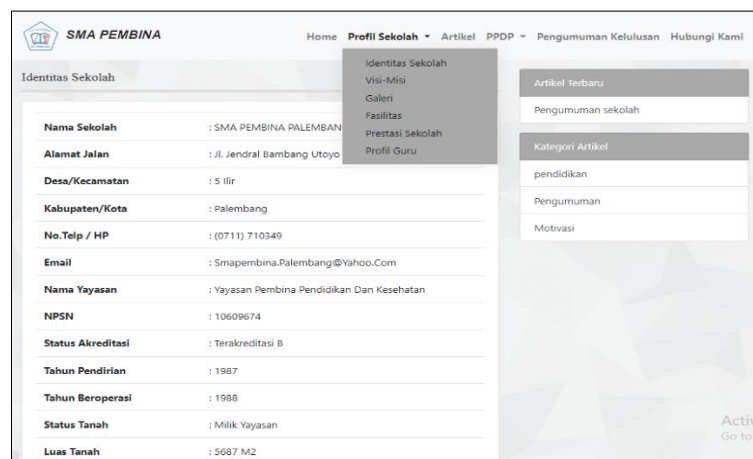 SMA PEMBINA
Home Profil Sekolah Artikel PPDP Pengumuman Kelulusan Hubungi Kami
Identitas Sekolah
Visi-Misi
Galeri
Fasilitas
Prestasi Sekolah
Profil Guru
Identitas Sekolah
Nama Sekolah : SMA PEMBINA PALEMBAN
Alamat Jalan : Jl. Jendral Bambang Utoyo
Desa/Kecamatan : 5 Ilir
Kabupaten/Kota : Palembang
No.Telp / HP : (0711) 710349
Email : Smapembina.Palembang@Yahoo.Com
Nama Yayasan : Yayasan Pembina Pendidikan Dan Kesehatan
NPSN : 10609674
Status Akreditasi : Terakreditasi B
Tahun Pendirian : 1987
Tahun Beroperasi : 1988
Status Tanah : Milik Yayasan
Luas Tanah : 5687 M2
Artikel Terbaru
Pengumuman sekolah
Kategori Artikel
pendidikan
Pengumuman
Motivasi
Activ
Go to